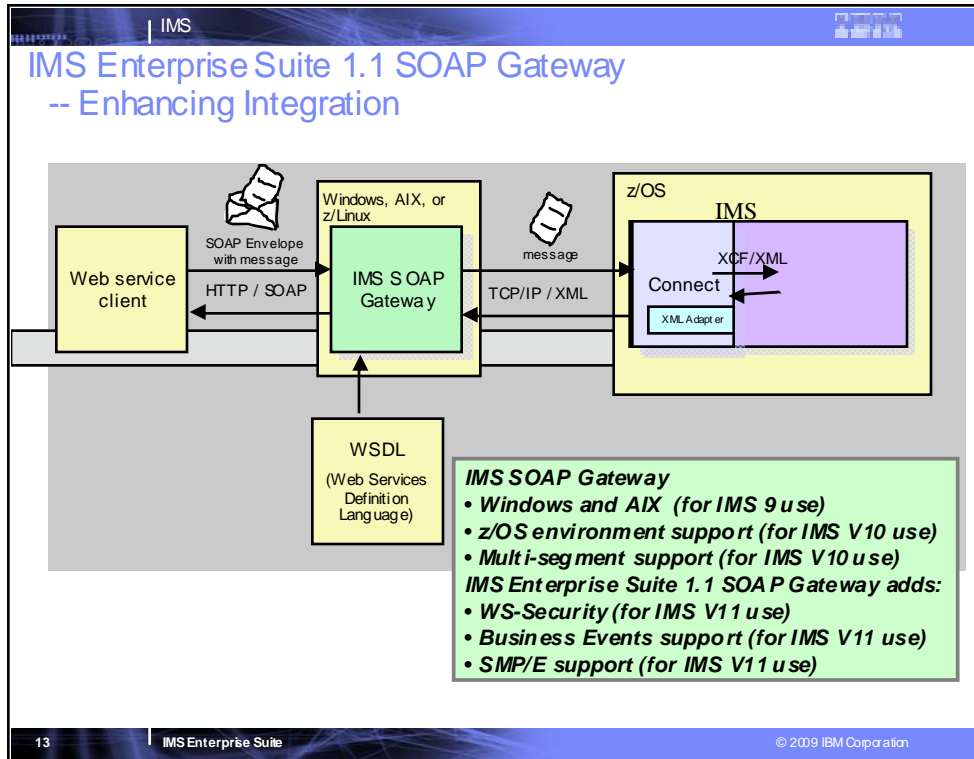 IMS
IBM
IMS Enterprise Suite 1.1 SOAP Gateway
-- Enhancing Integration
Windows, AIX, or
z/Linux
z/OS
IMS
SOAP Envelope
with message
message
XCF/XML
Web service
client
HTTP / SOAP
IMS SOAP
Gateway
TCP/IP / XML
Connect
XML Adapter
WSDL
(Web Services
Definition
Language)
IMS SOAP Gateway
• Windows and AIX (for IMS 9 use)
• z/OS environment support (for IMS V10 use)
• Multi-segment support (for IMS V10 use)
IMS Enterprise Suite 1.1 SOAP Gateway adds:
• WS-Security (for IMS V11 use)
• Business Events support (for IMS V11 use)
• SMP/E support (for IMS V11 use)
13
IMS Enterprise Suite
© 2009 IBM Corporation